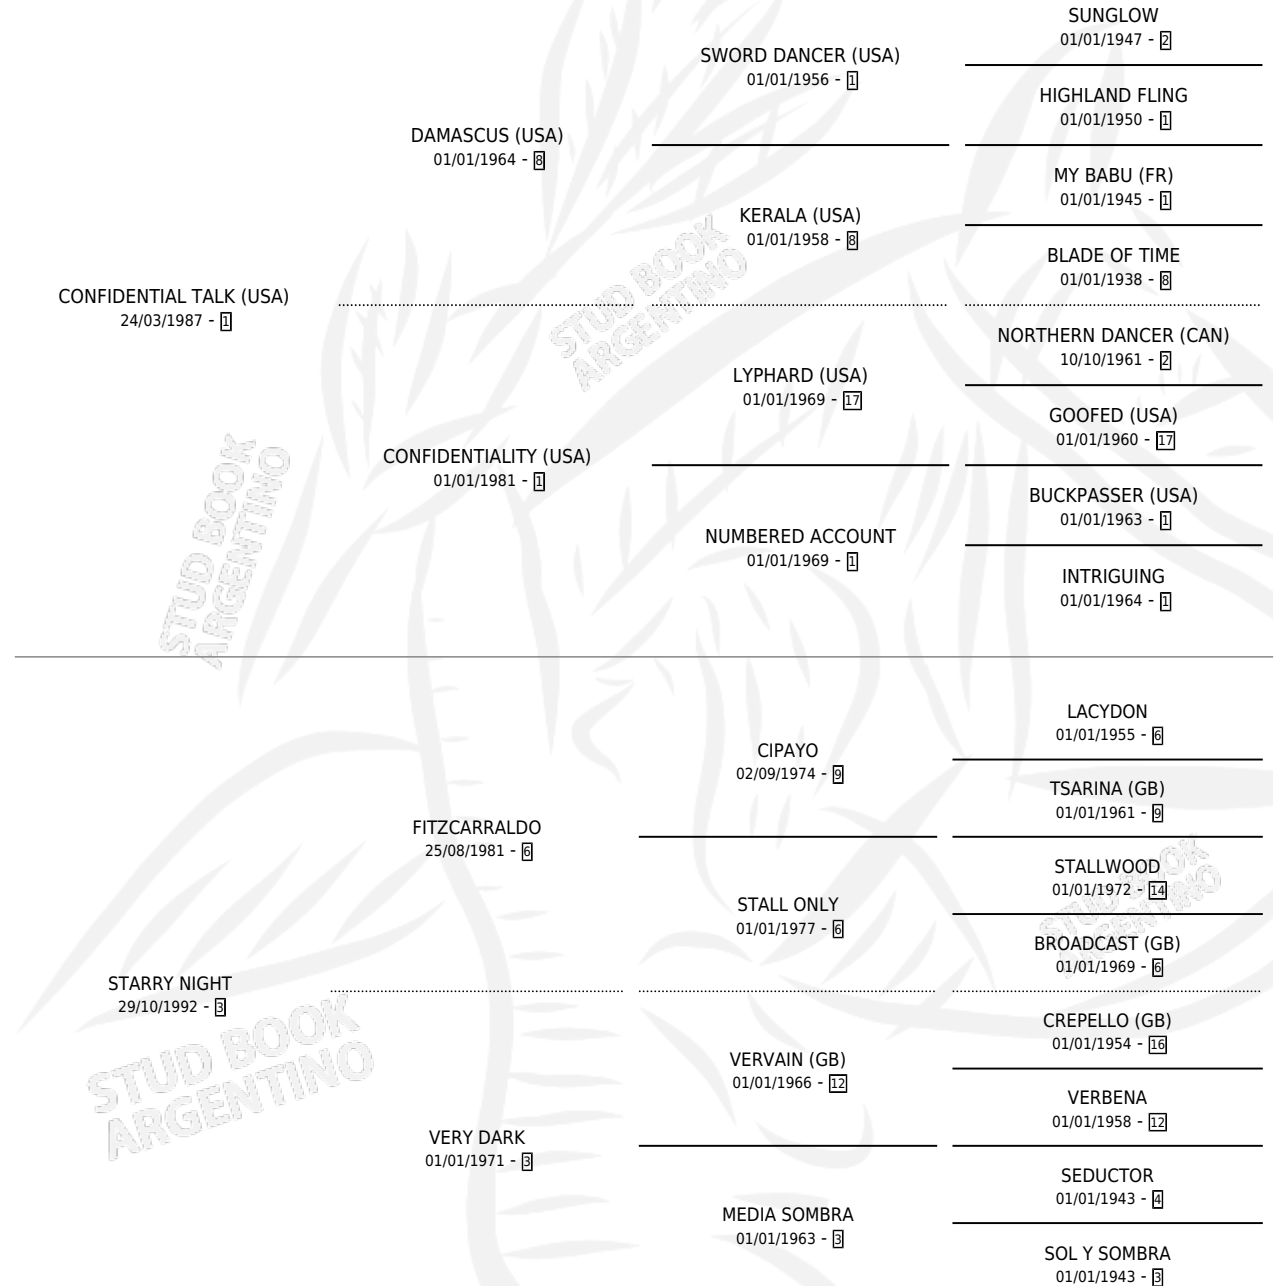 SUNGLOW
01/01/1947 - 2
SWORD DANCER (USA)
01/01/1956 - 1
HIGHLAND FLING
01/01/1950 - 1
DAMASCUS (USA)
01/01/1964 - 8
MY BABU (FR)
01/01/1945 - 1
KERALA (USA)
01/01/1958 - 8
BLADE OF TIME
01/01/1938 - 8
CONFIDENTIAL TALK (USA)
24/03/1987 - 1
NORTHERN DANCER (CAN)
10/10/1961 - 2
LYPHARD (USA)
01/01/1969 - 17
GOOFED (USA)
01/01/1960 - 17
CONFIDENTIALITY (USA)
01/01/1981 - 1
BUCKPASSER (USA)
01/01/1963 - 1
NUMBERED ACCOUNT
01/01/1969 - 1
INTRIGUING
01/01/1964 - 1
LACYDON
01/01/1955 - 6
CIPAYO
02/09/1974 - 9
TSARINA (GB)
01/01/1961 - 9
FITZCARRALDO
25/08/1981 - 6
STALLWOOD
01/01/1972 - 14
STALL ONLY
01/01/1977 - 6
BROADCAST (GB)
01/01/1969 - 6
STARRY NIGHT
29/10/1992 - 3
CREPELLO (GB)
01/01/1954 - 16
VERVAIN (GB)
01/01/1966 - 12
VERBENA
01/01/1958 - 12
VERY DARK
01/01/1971 - 3
SEDUCTOR
01/01/1943 - 4
MEDIA SOMBRA
01/01/1963 - 3
SOL Y SOMBRA
01/01/1943 - 3
STUD BOOK
ARGENTINO
STUD BOOK
ARGENTINO
STUD BOOK
ARGENTINO
STUD BOOK
ARGENTINO